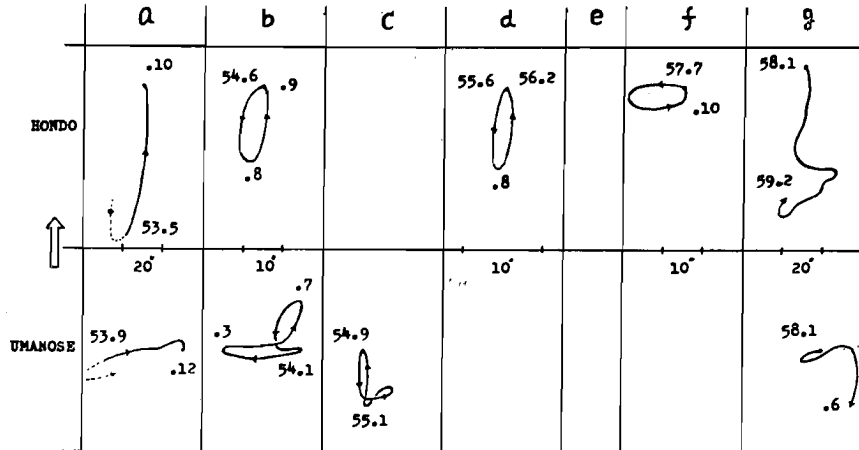 a b c d e f g
.10 54.6 .9 55.6 56.2 57.7 58.1
HONDO .10
.8 .8 59.2
53.5
20° 10° 10° 10° 20°
.7
53.9 .3 54.9 58.1
UMANOSE
.12 54.1
55.1 .6